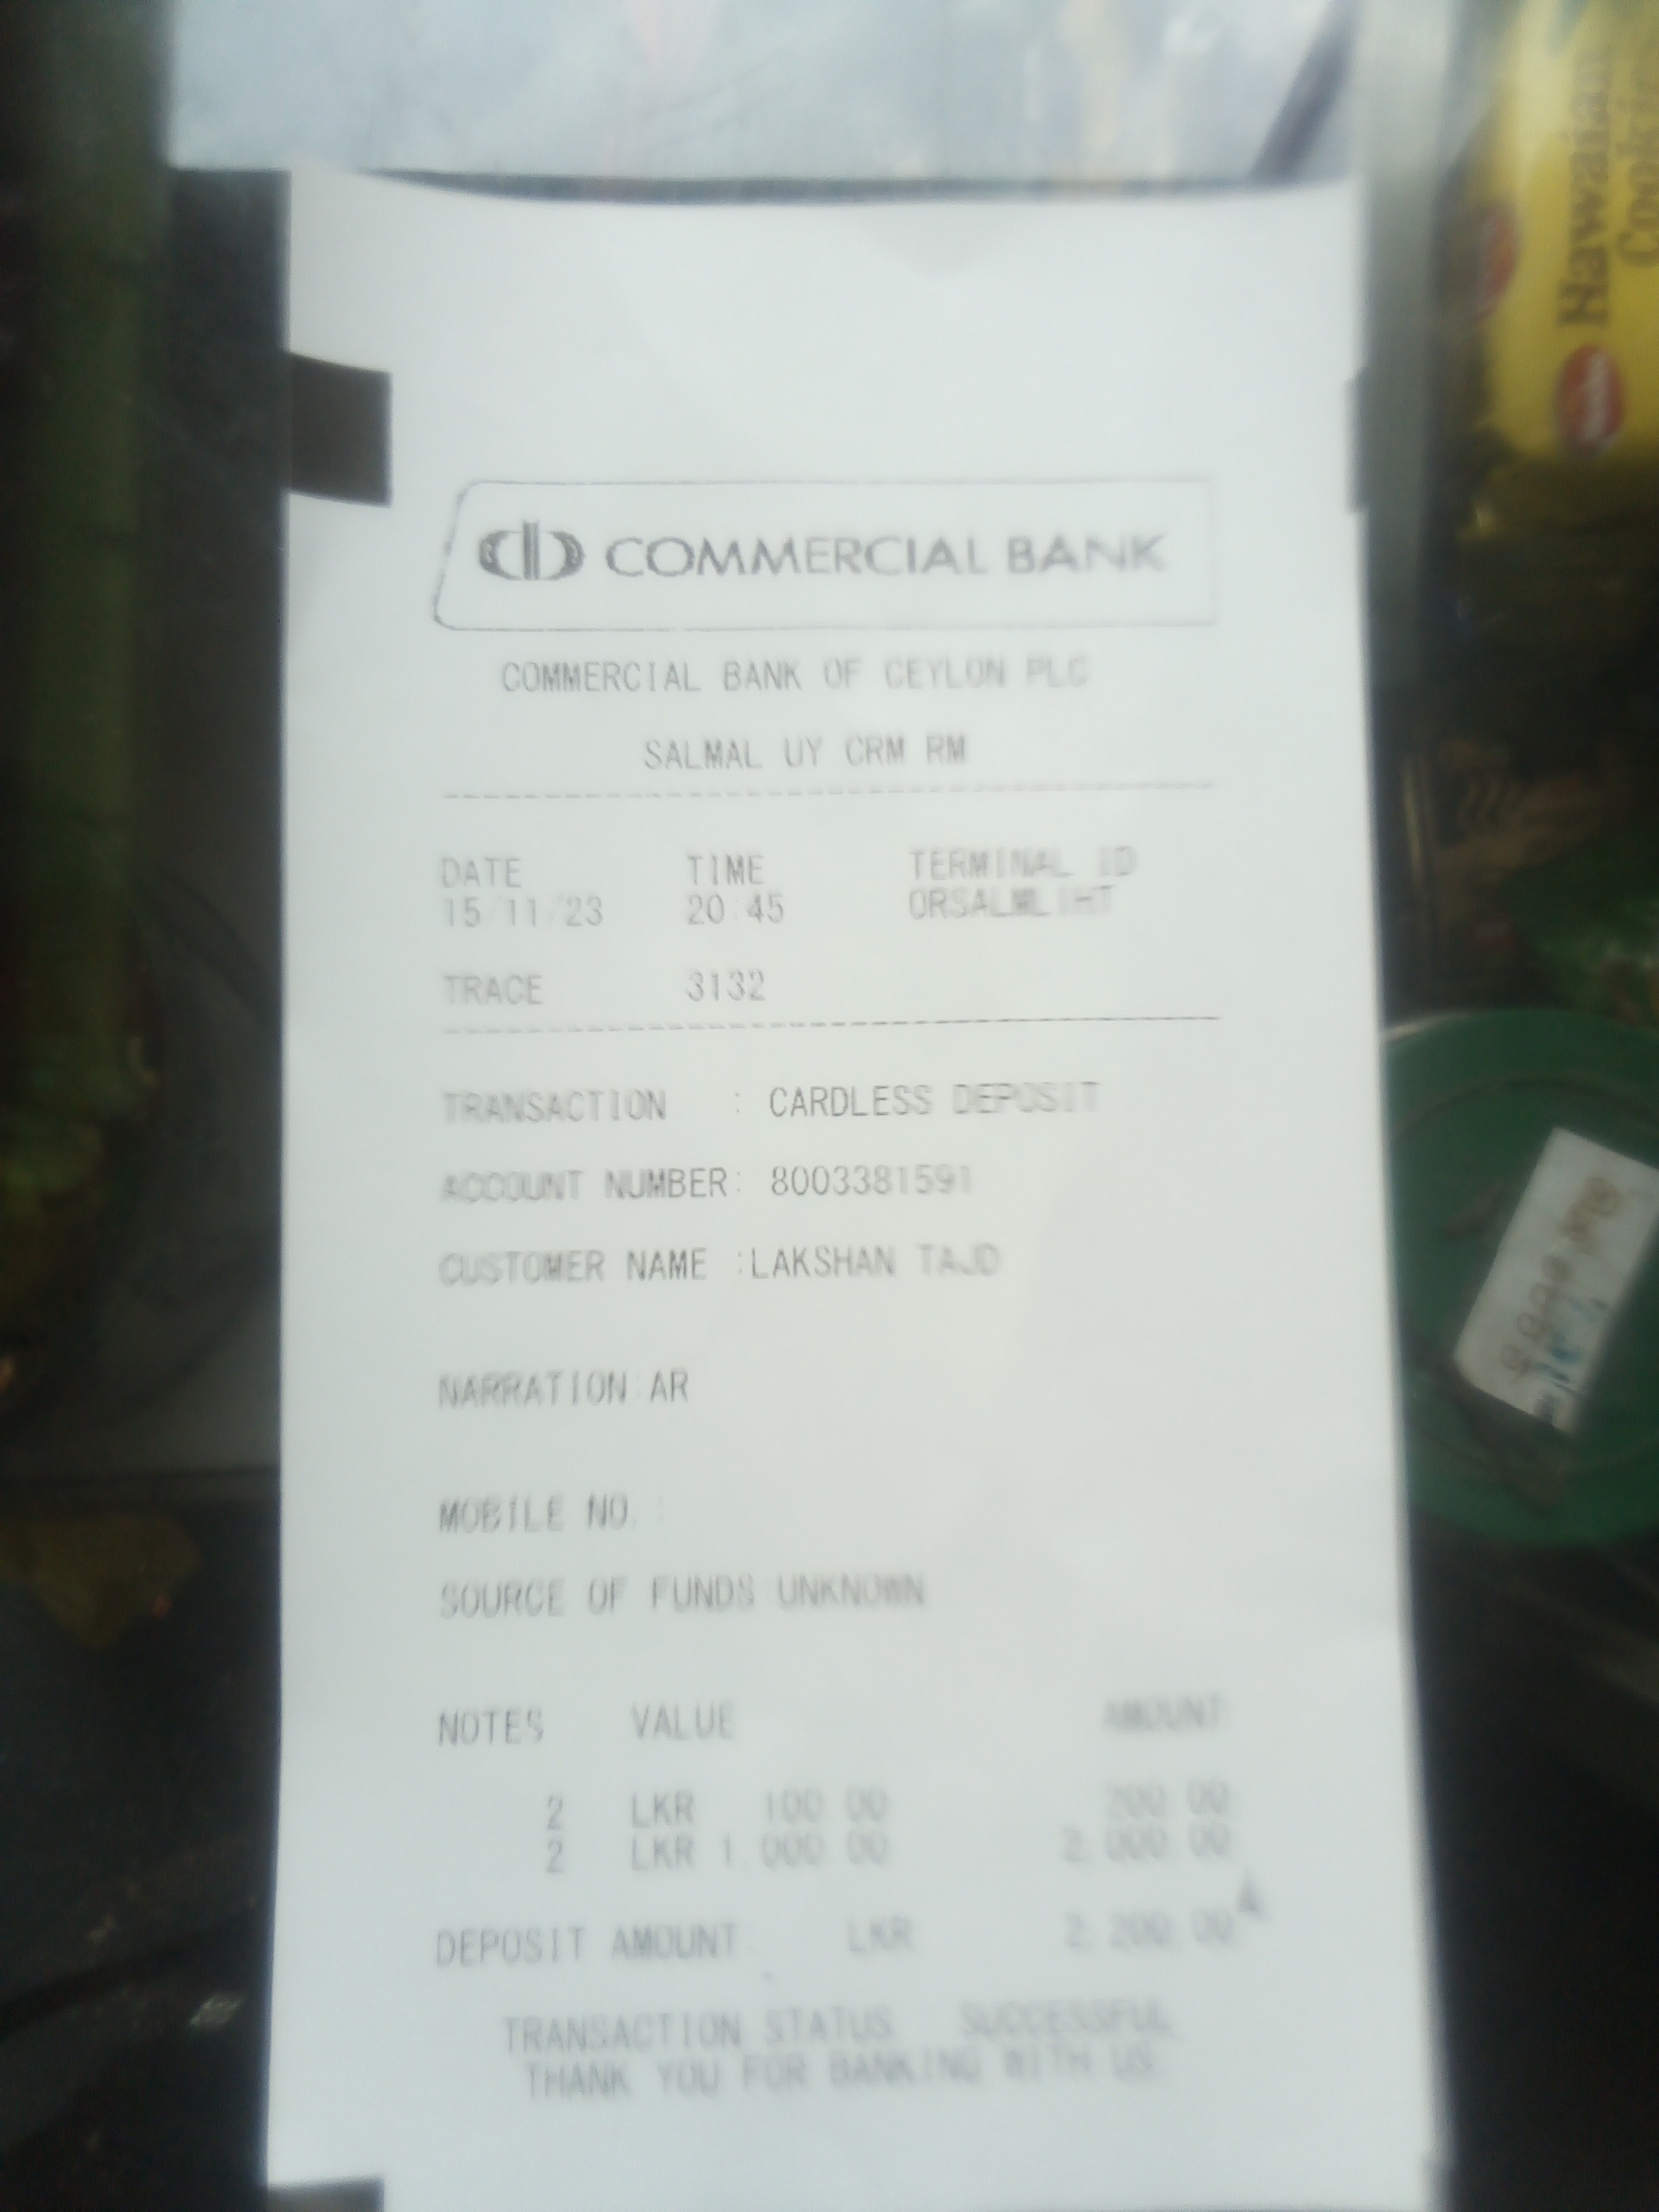 COMMERCIAL BANK
COMMERCIAL BANK OF CEYLON PLC
SALMAL UY CRM RM
DATE TIME TERMINAL ID
15/11/23 20:45 ORSALMLIHT
TRACE 3132
TRANSACTION : CARDLESS DEPOSIT
ACCOUNT NUMBER: 8003381591
CUSTOMER NAME :LAKSHAN TAJD
NARRATION:AR
MOBILE NO. :
SOURCE OF FUNDS UNKNOWN
NOTES VALUE AMOUNT
2 LKR 100.00 200.00
2 LKR 1,000.00 2,000.00
DEPOSIT AMOUNT LKR 2,200.00
TRANSACTION STATUS SUCCESSFUL
THANK YOU FOR BANKING WITH US
Hawaiian
Cookies